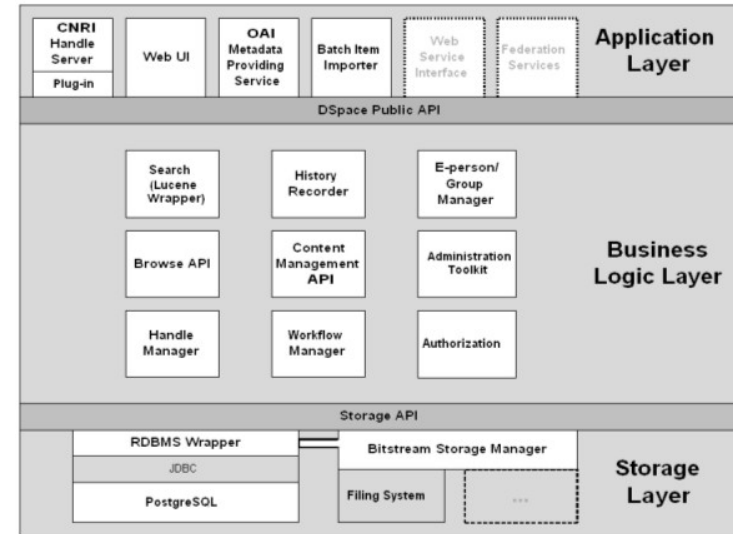 CNRI
Handle
Server
Plug-in
Web UI
OAI
Metadata
Providing
Service
Batch Item
Importer
Web
Service
Interface
Federation
Services
Application
Layer
DSpace Public API
Search
(Lucene
Wrapper)
History
Recorder
E-person/
Group
Manager
Browse API
Content
Management
API
Administration
Toolkit
Business
Logic Layer
Handle
Manager
Workflow
Manager
Authorization
Storage API
RDBMS Wrapper
JDBC
PostgreSQL
Bitstream Storage Manager
Filing System
...
Storage
Layer